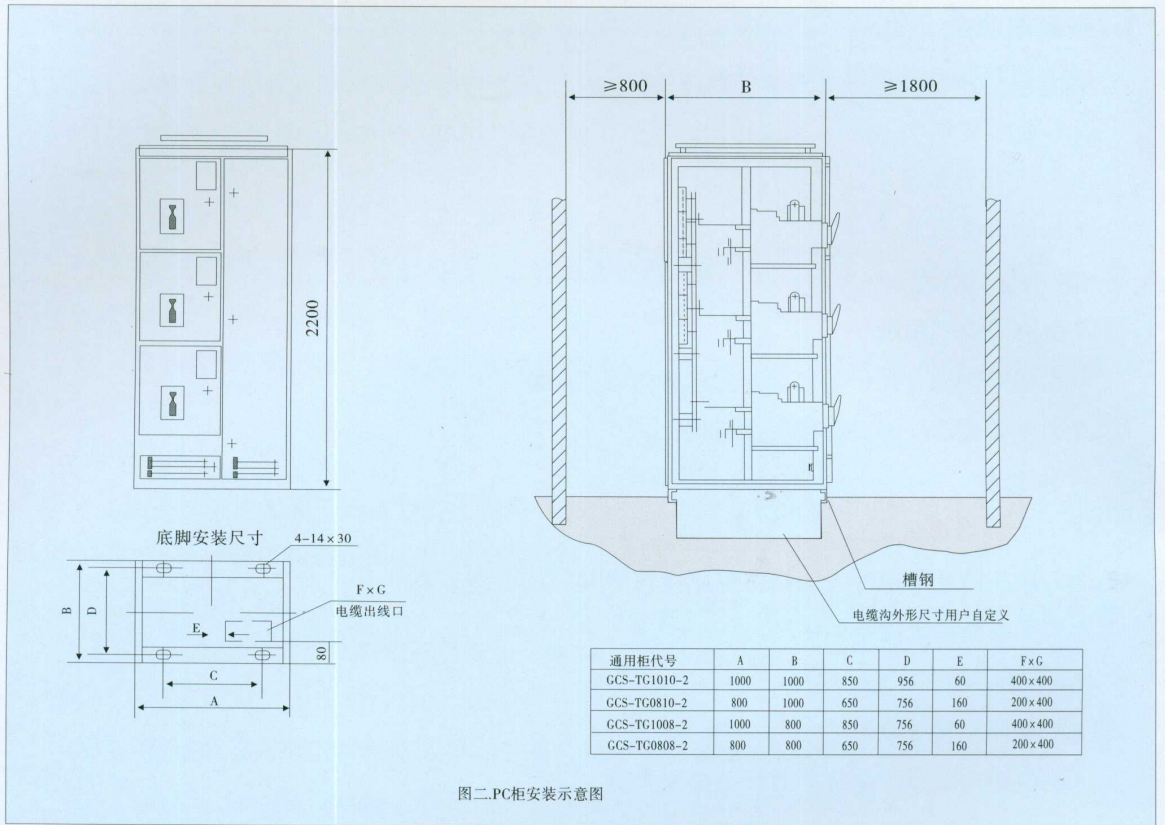 ≥800 B ≥1800
2200
底脚安装尺寸
4-14×30
F×G
电缆出线口
B
D
E
80
C
A
槽钢
电缆沟外形尺寸用户自定义
通用柜代号 A B C D E F×G
GCS-TG1010-2 1000 1000 850 956 60 400×400
GCS-TG0810-2 800 1000 650 756 160 200×400
GCS-TG1008-2 1000 800 850 756 60 400×400
GCS-TG0808-2 800 800 650 756 160 200×400
图二.PC柜安装示意图